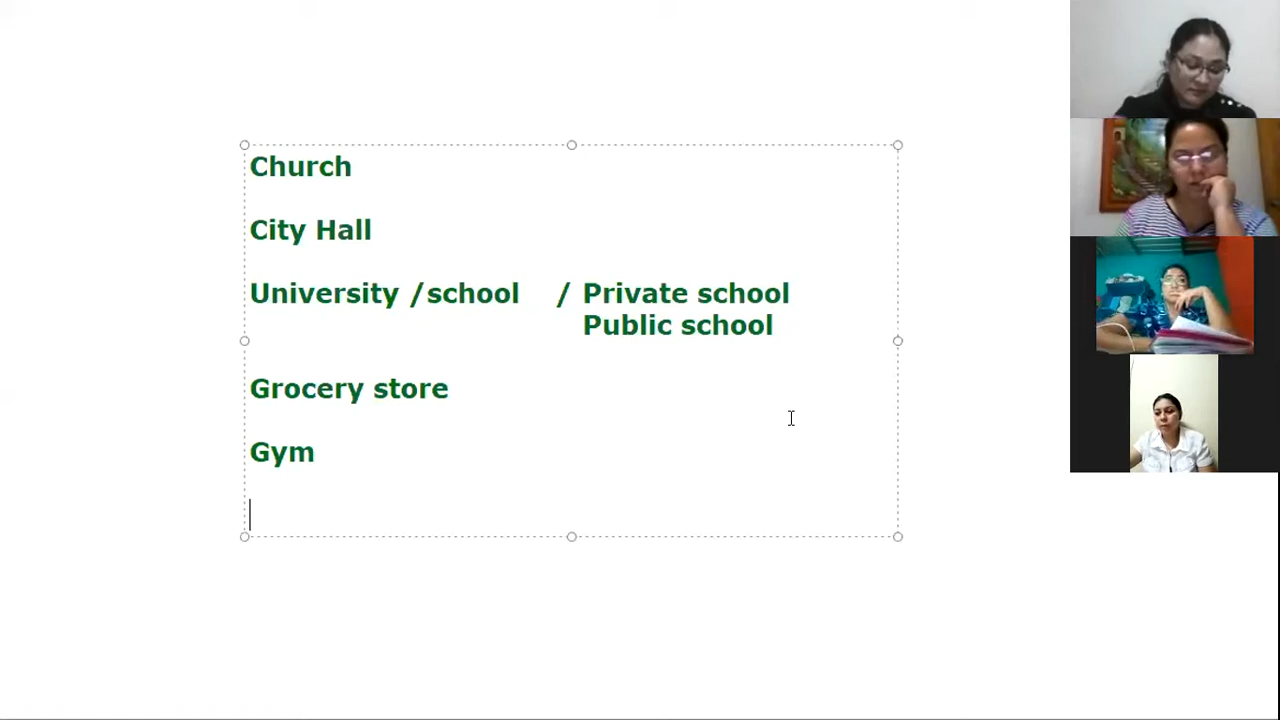 Church
City Hall
University /school / Private school
Public school
Grocery store
Gym